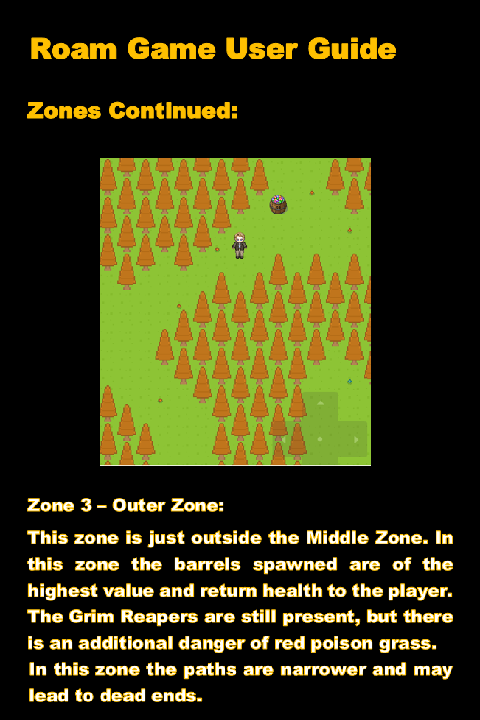 Roam Game User Guide
Zones Continued:
Zone 3 – Outer Zone:
This zone is just outside the Middle Zone. In
this zone the barrels spawned are of the
highest value and return health to the player.
The Grim Reapers are still present, but there
is an additional danger of red poison grass.
In this zone the paths are narrower and may
lead to dead ends.